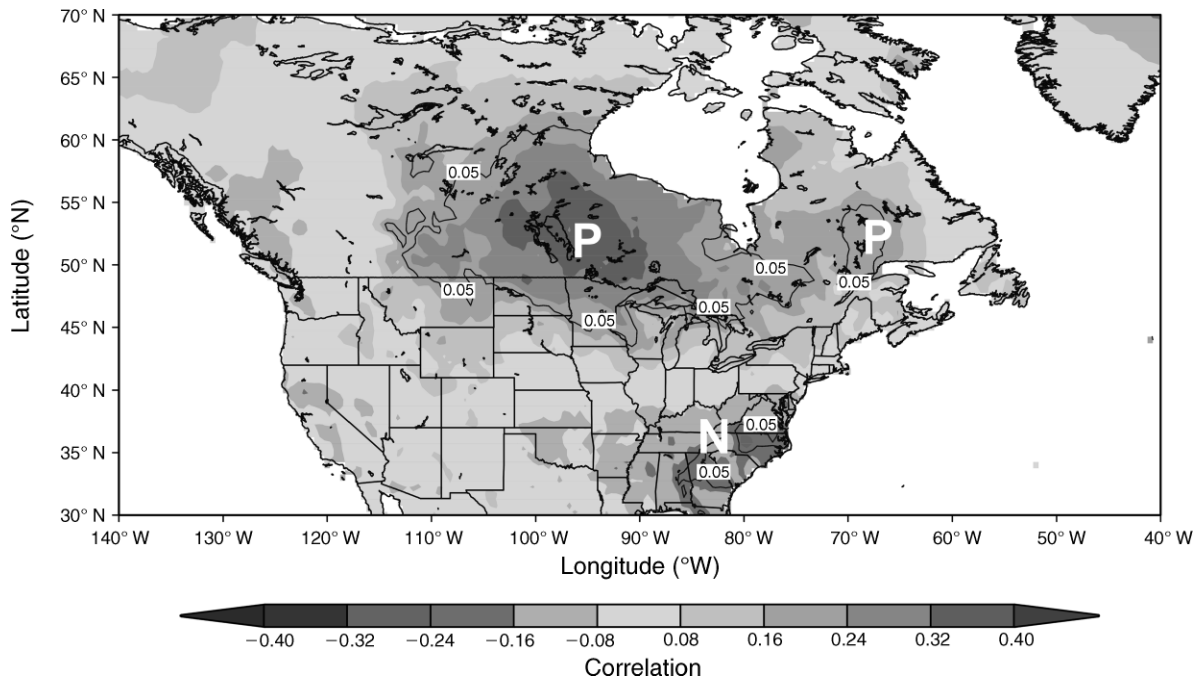 70° N
65° N
60° N
55° N
50° N
45° N
40° N
35° N
30° N
Latitude (°N)
0.05
P
P
0.05
0.05
0.05
0.05
0.05
N
0.05
0.05
140° W 130° W 120° W 110° W 100° W 90° W 80° W 70° W 60° W 50° W 40° W
Longitude (°W)
−0.40 −0.32 −0.24 −0.16 −0.08 0.08 0.16 0.24 0.32 0.40
Correlation